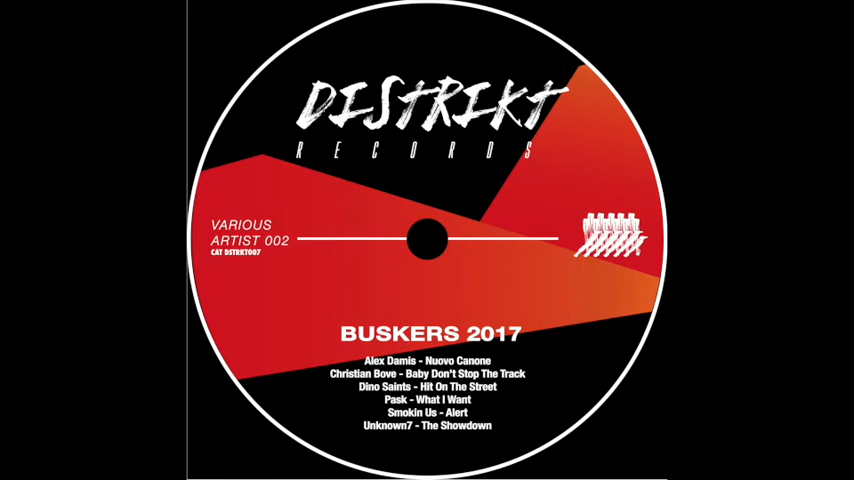 DISTRIKT
RECORDS
VARIOUS
ARTIST 002
CAT DSTRKT007
BUSKERS 2017
Alex Damis - Nuovo Canone
Christian Bove - Baby Don't Stop The Track
Dino Saints - Hit On The Street
Pask - What I Want
Smokin Us - Alert
Unknown7 - The Showdown